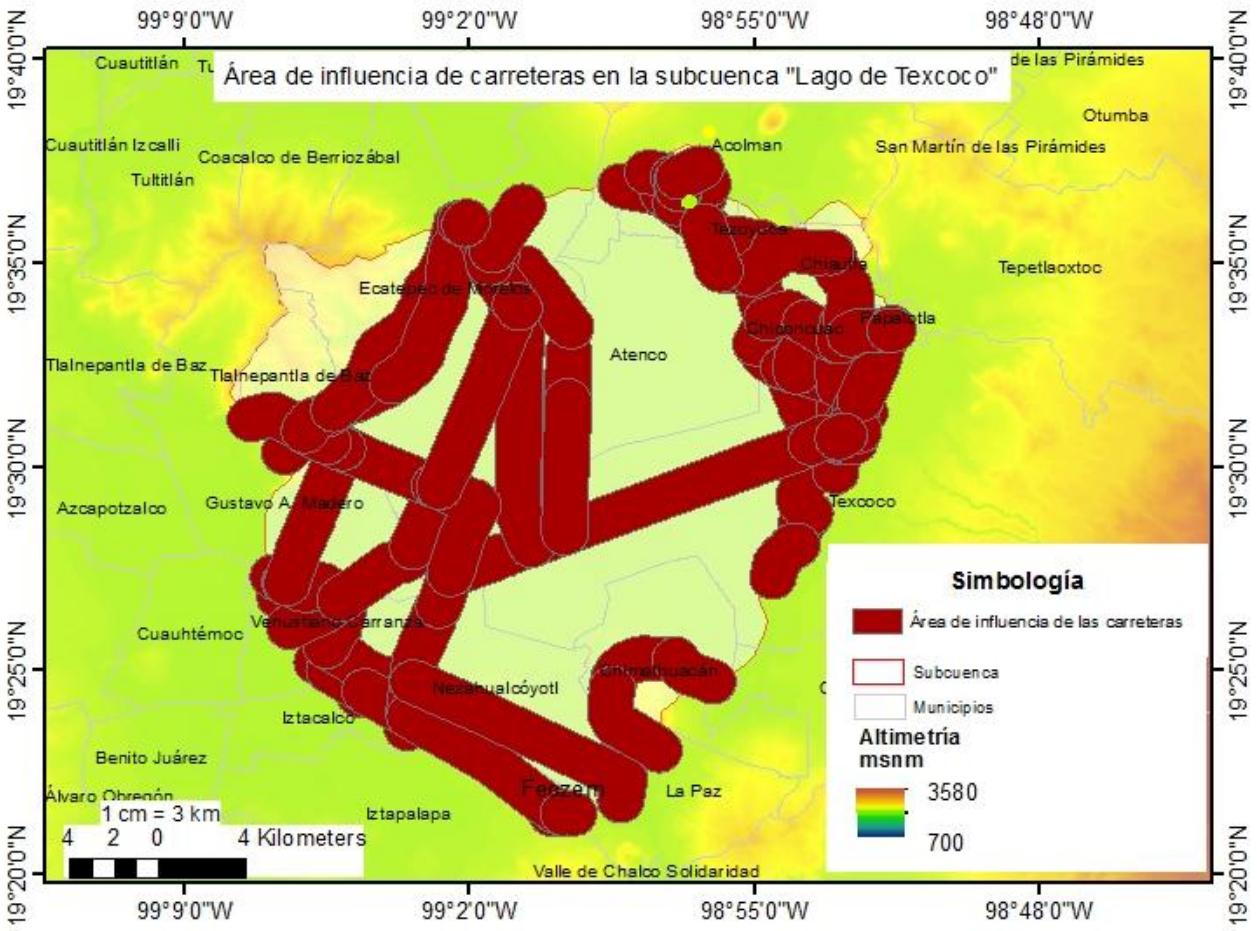 99°9'0"W 99°2'0"W 98°55'0"W 98°48'0"W
19°40'0"N 19°40'0"N
Cuautitlán Tu de las Pirámides
Área de influencia de carreteras en la subcuenca "Lago de Texcoco"
Otumba
Cuautitlán Izcalli Acolman San Martín de las Pirámides
Coacalco de Berriozábal
Tultitlán
Tezoyuca
19°35'0"N 19°35'0"N
Chiautla Tepetlaoxtoc
Ecatepec de Morelos
Chiconcuac Papalotla
Atenco
Tlalnepantla de Baz Tlalnepantla de Baz
19°30'0"N 19°30'0"N
Azcapotzalco Gustavo A. Madero Texcoco
Venustiano Carranza
Cuauhtémoc
19°25'0"N 19°25'0"N
Chimalhuacán
Nezahualcóyotl C
Iztacalco
Benito Juárez
Álvaro Obregón La Paz
Iztapalapa
Valle de Chalco Solidaridad
Simbología
Área de influencia de las carreteras
Subcuenca
Municipios
Altimetría
msnm
3580
700
1 cm = 3 km
4 2 0 4 Kilometers
19°20'0"N 19°20'0"N
99°9'0"W 99°2'0"W 98°55'0"W 98°48'0"W